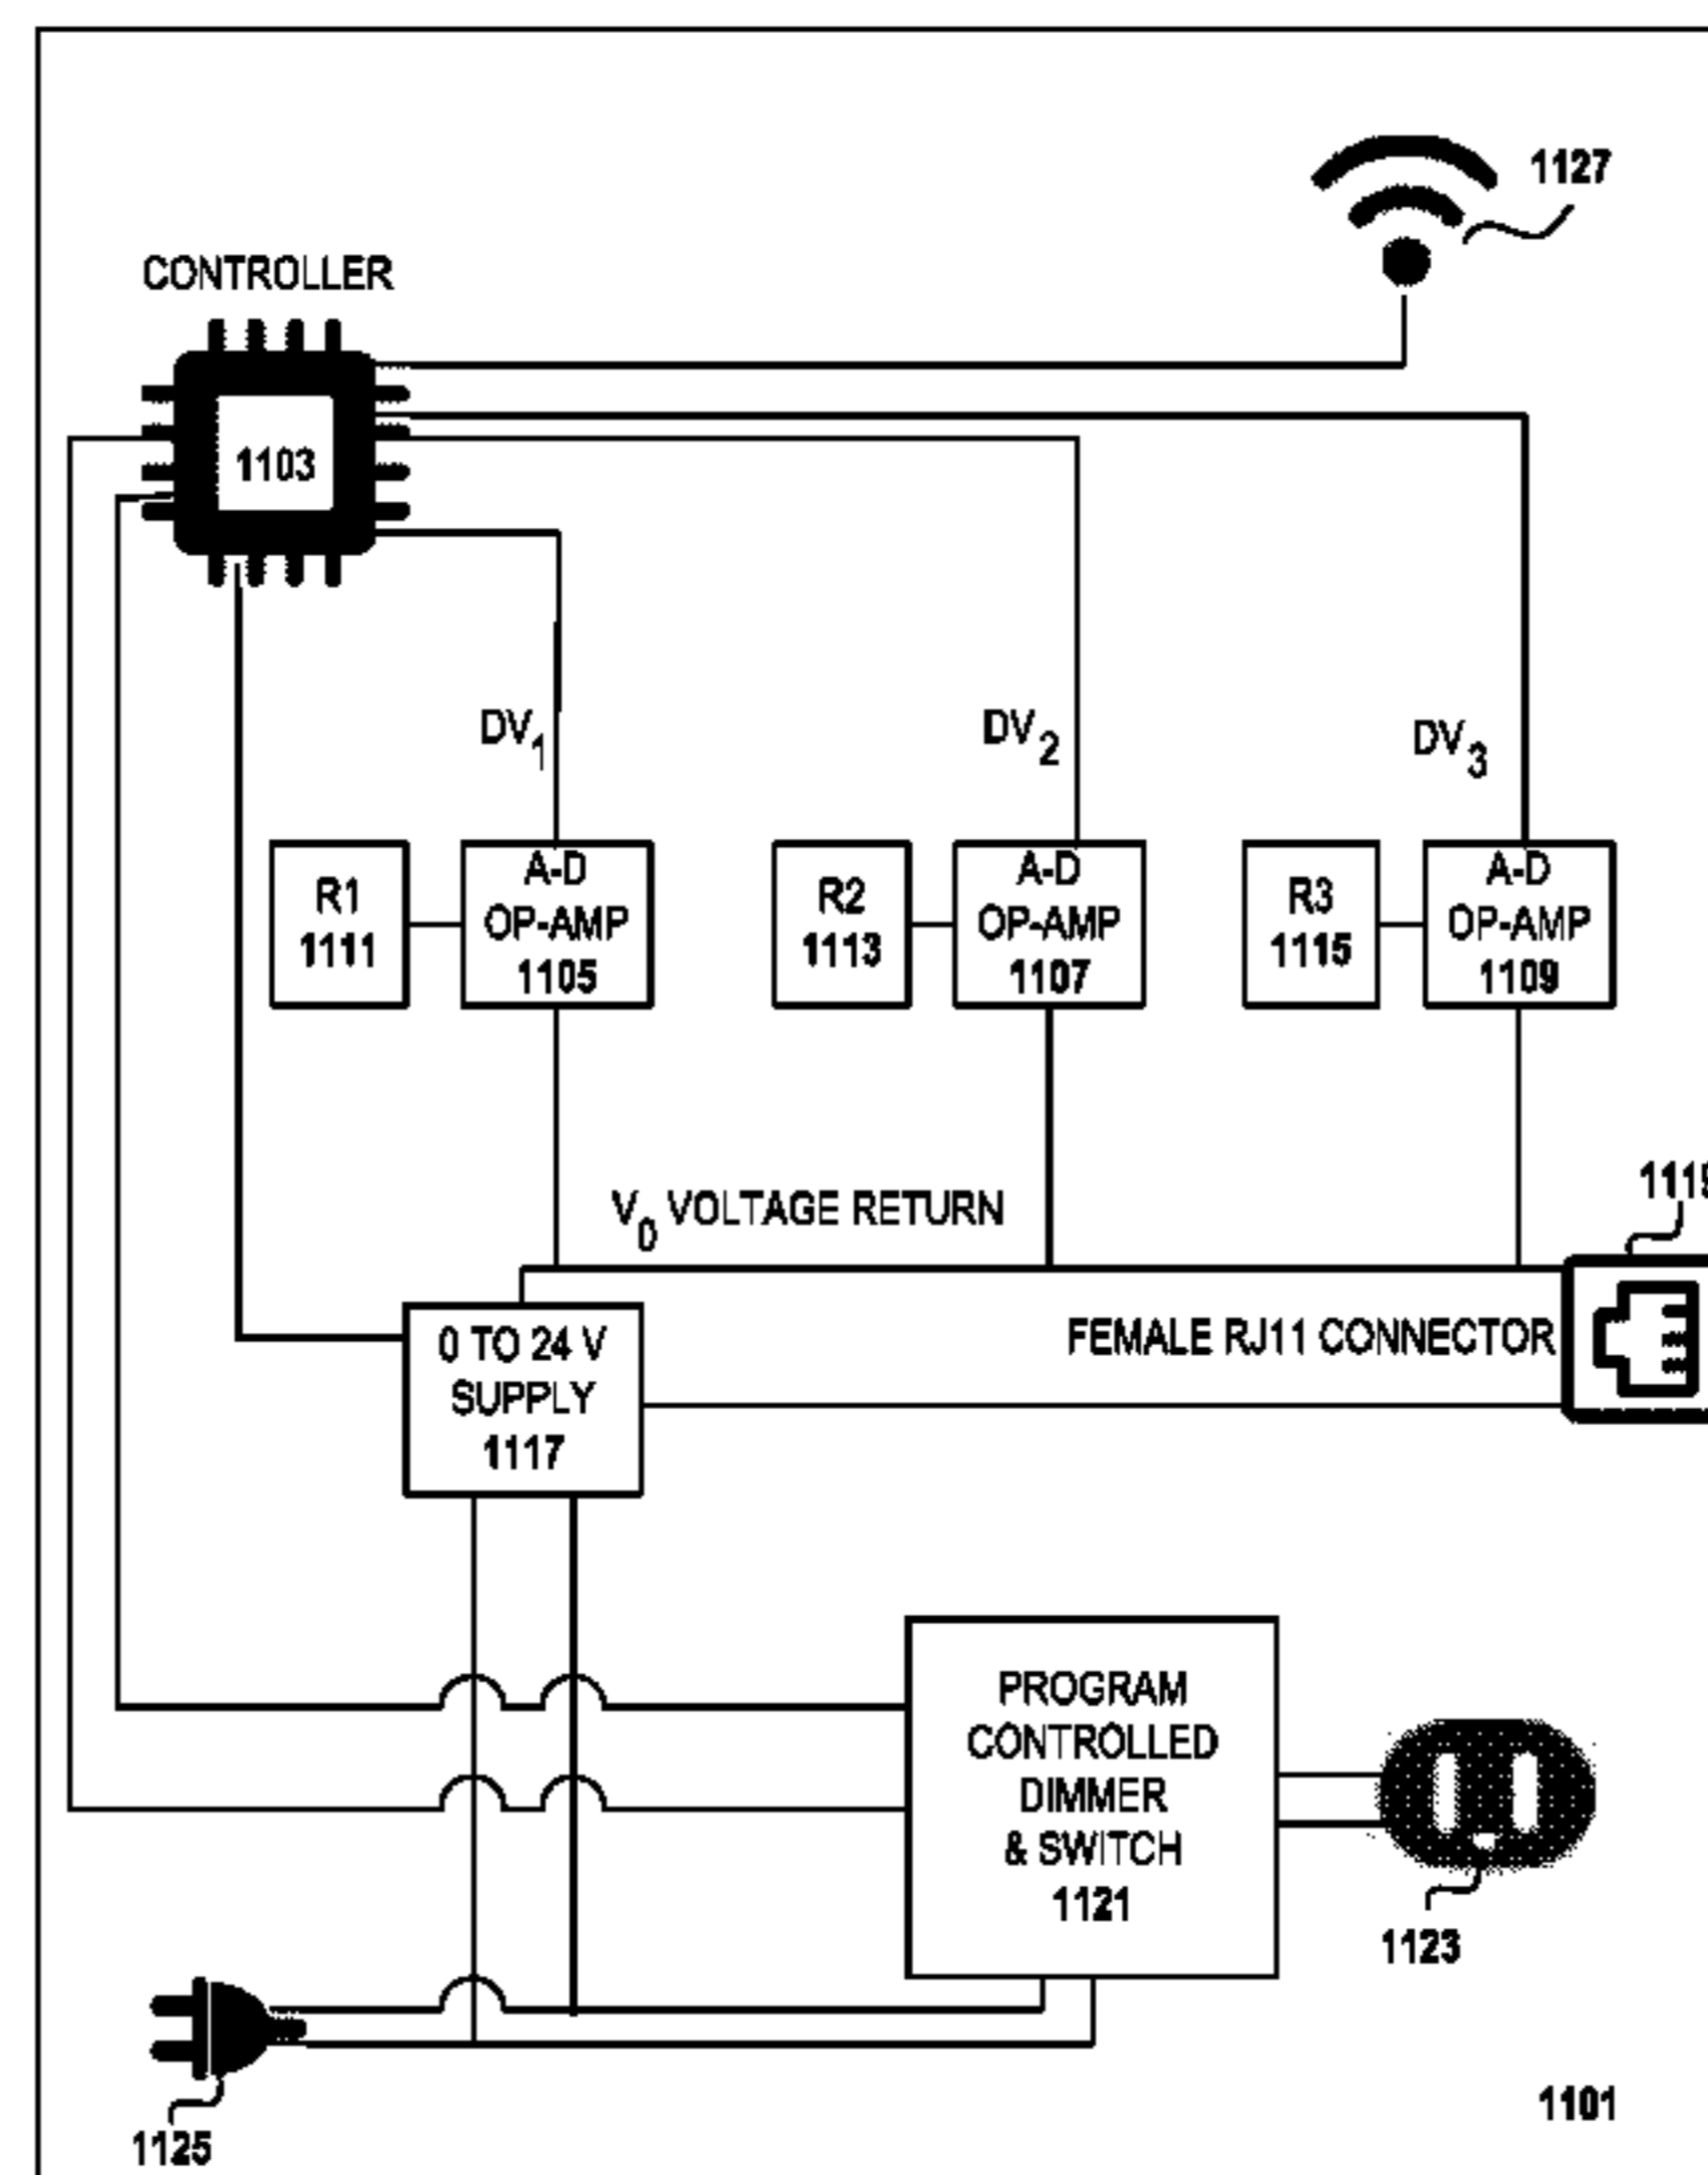 1127
CONTROLLER
1103
DV1
DV2
DV3
R1
1111
A-D
OP-AMP
1105
R2
1113
A-D
OP-AMP
1107
R3
1115
A-D
OP-AMP
1109
V0 VOLTAGE RETURN
1119
FEMALE RJ11 CONNECTOR
0 TO 24 V
SUPPLY
1117
PROGRAM
CONTROLLED
DIMMER
& SWITCH
1121
1123
1125
1101